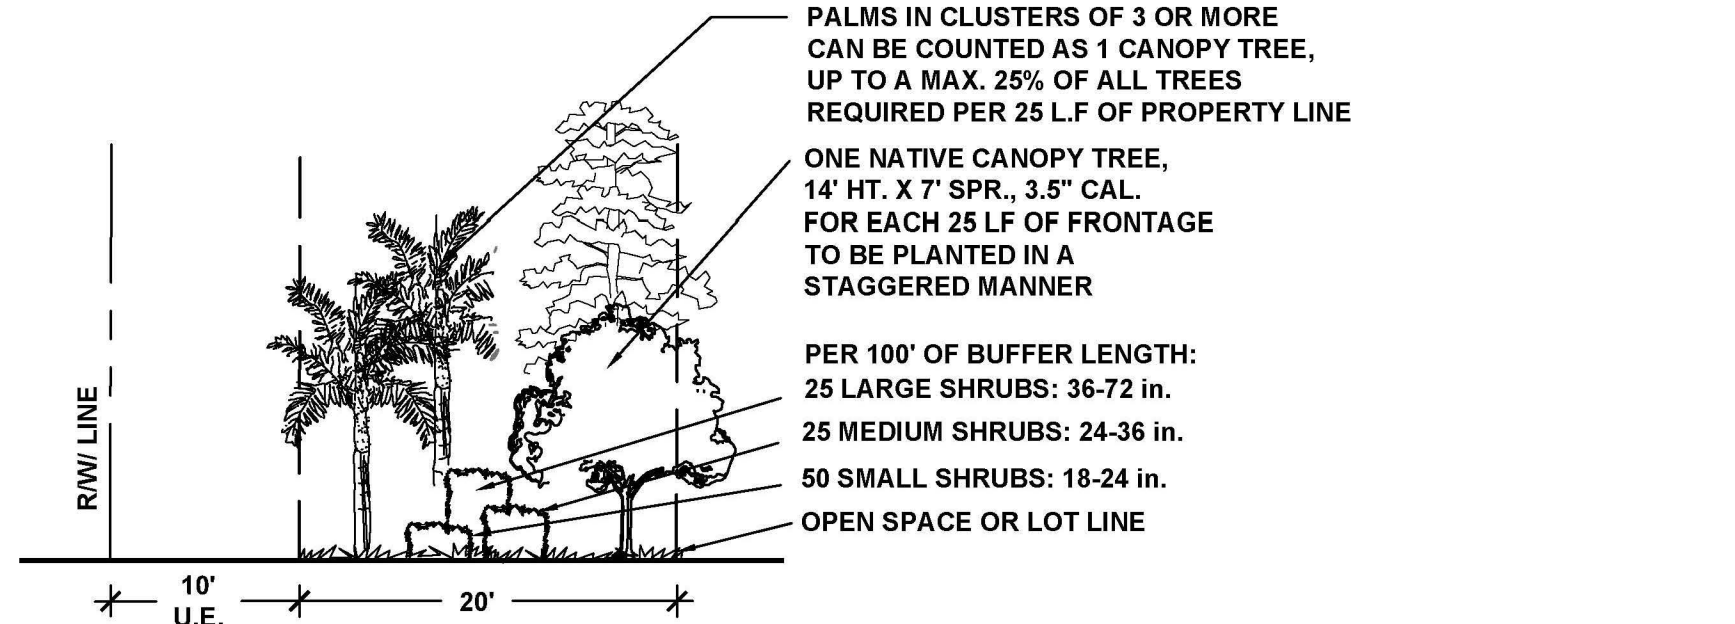 PALMS IN CLUSTERS OF 3 OR MORE
CAN BE COUNTED AS 1 CANOPY TREE,
UP TO A MAX. 25% OF ALL TREES
REQUIRED PER 25 L.F OF PROPERTY LINE
ONE NATIVE CANOPY TREE,
14' HT. X 7' SPR., 3.5" CAL.
FOR EACH 25 LF OF FRONTAGE
TO BE PLANTED IN A
STAGGERED MANNER
PER 100' OF BUFFER LENGTH:
25 LARGE SHRUBS: 36-72 in.
25 MEDIUM SHRUBS: 24-36 in.
50 SMALL SHRUBS: 18-24 in.
OPEN SPACE OR LOT LINE
R/W/ LINE
10'
U.E.
20'